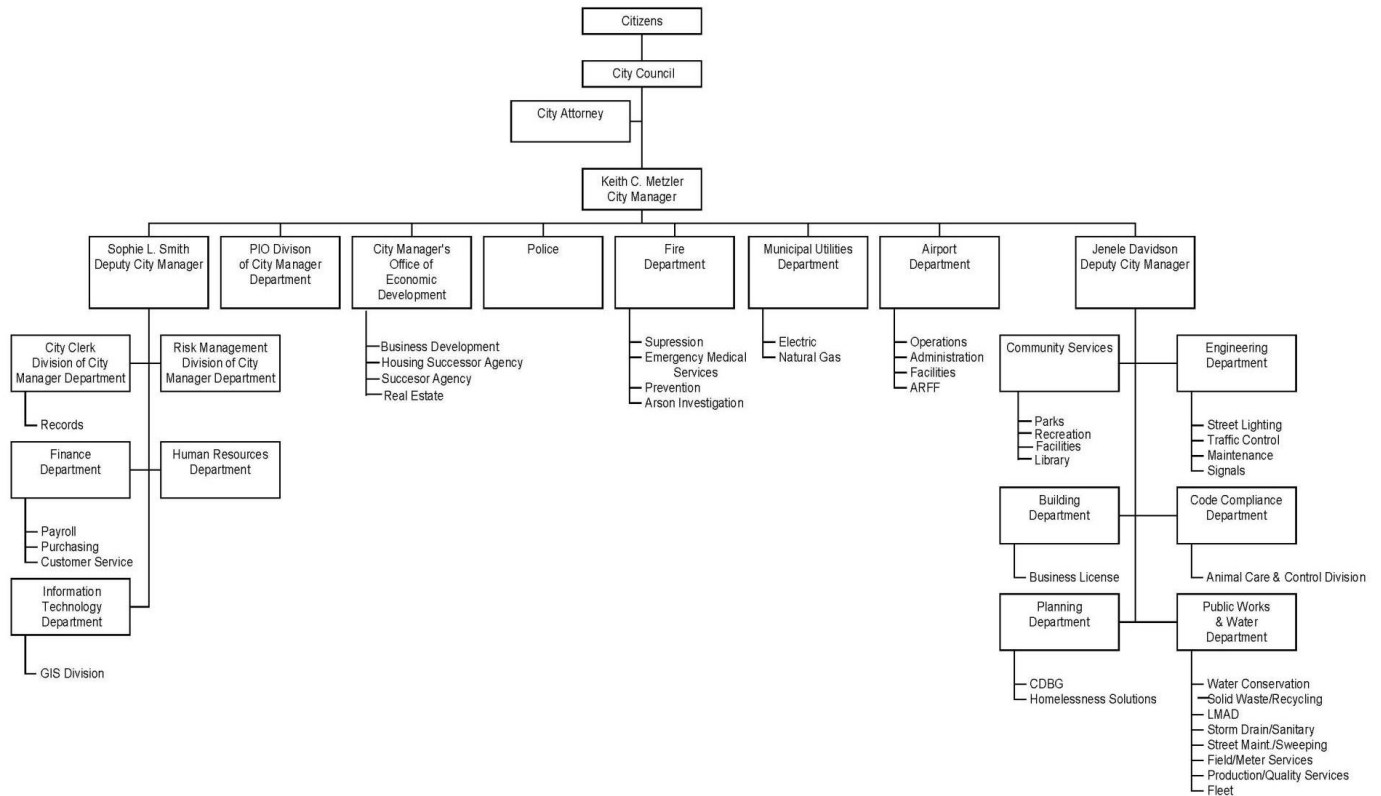 Citizens
City Council
City Attorney
Keith C. Metzler
City Manager
Sophie L. Smith
Deputy City Manager
PIO Divison
of City Manager
Department
City Manager's
Office of
Economic
Development
Police
Fire
Department
Municipal Utilities
Department
Airport
Department
Jenele Davidson
Deputy City Manager
City Clerk
Division of City
Manager Department
Risk Management
Division of City
Manager Department
Records
Finance
Department
Human Resources
Department
Payroll
Purchasing
Customer Service
Information
Technology
Department
GIS Division
Business Development
Housing Successor Agency
Succesor Agency
Real Estate
Supression
Emergency Medical
Services
Prevention
Arson Investigation
Electric
Natural Gas
Operations
Administration
Facilities
ARFF
Community Services
Engineering
Department
Parks
Recreation
Facilities
Library
Street Lighting
Traffic Control
Maintenance
Signals
Building
Department
Code Compliance
Department
Business License
Animal Care & Control Division
Planning
Department
Public Works
& Water
Department
CDBG
Homelessness Solutions
Water Conservation
Solid Waste/Recycling
LMAD
Storm Drain/Sanitary
Street Maint./Sweeping
Field/Meter Services
Production/Quality Services
Fleet